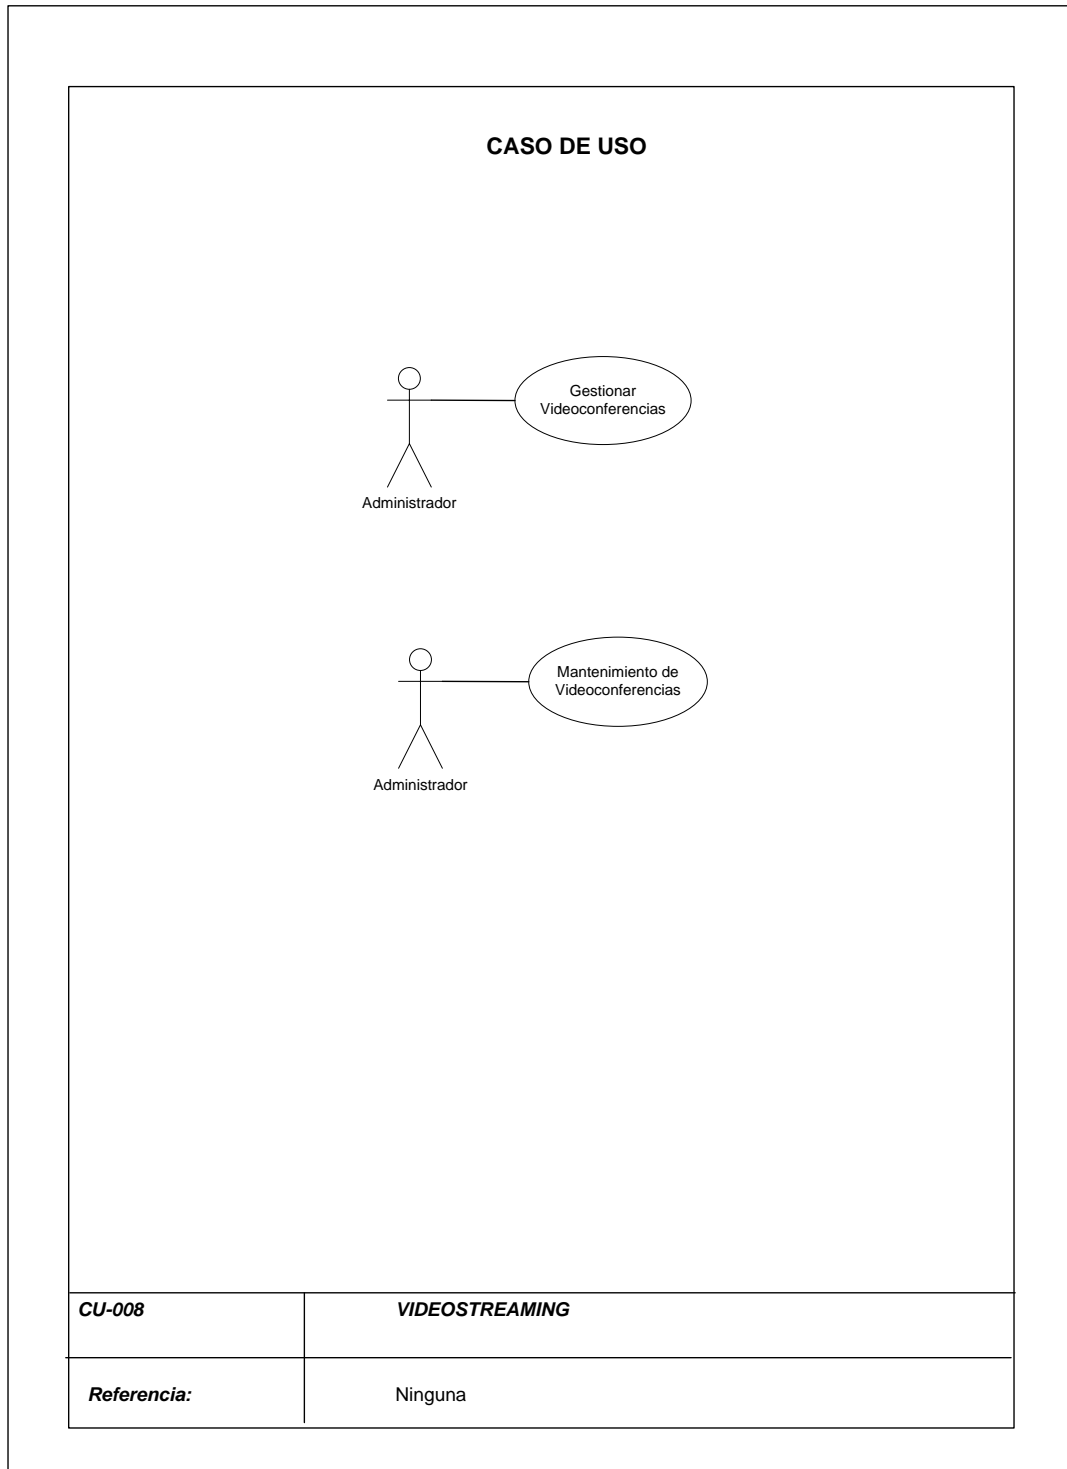 CASO DE USO
Gestionar
Videoconferencias
Administrador
Mantenimiento de
Videoconferencias
Administrador
CU-008 VIDEOSTREAMING
Referencia: Ninguna